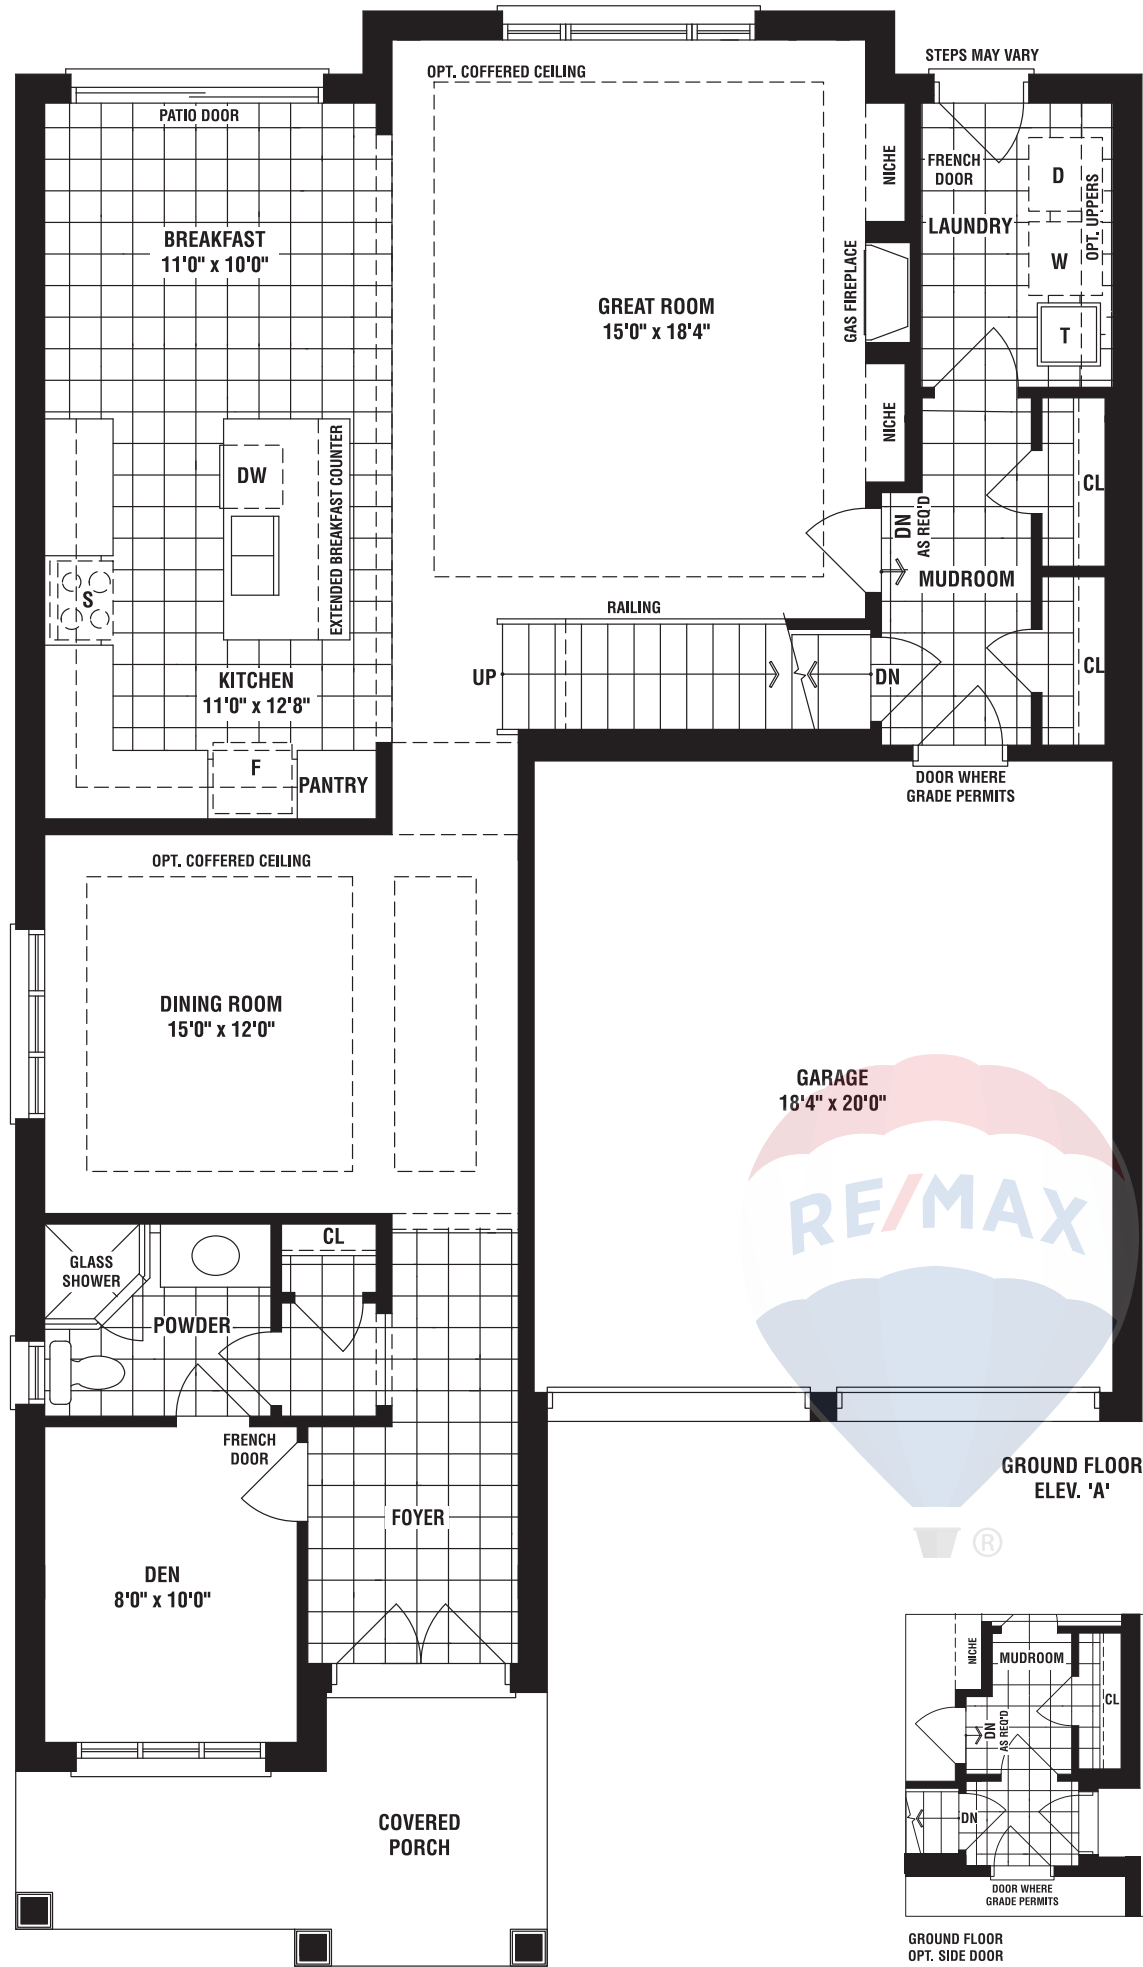 STEPS MAY VARY
OPT. COFFERED CEILING
PATIO DOOR
NICHE
FRENCH
DOOR
D
OPT. UPPERS
LAUNDRY
W
T
BREAKFAST
11'0" x 10'0"
GREAT ROOM
15'0" x 18'4"
GAS FIREPLACE
NICHE
DW
EXTENDED BREAKFAST COUNTER
CL
DN
AS REQ'D
S
MUDROOM
RAILING
KITCHEN
11'0" x 12'8"
UP
DN
CL
F
PANTRY
DOOR WHERE
GRADE PERMITS
OPT. COFFERED CEILING
DINING ROOM
15'0" x 12'0"
GARAGE
18'4" x 20'0"
RE/MAX
CL
GLASS
SHOWER
POWDER
FRENCH
DOOR
GROUND FLOOR
ELEV. 'A'
FOYER
®
DEN
8'0" x 10'0"
COVERED
PORCH
NICHE
MUDROOM
CL
DN
AS REQ'D
DN
DOOR WHERE
GRADE PERMITS
GROUND FLOOR
OPT. SIDE DOOR